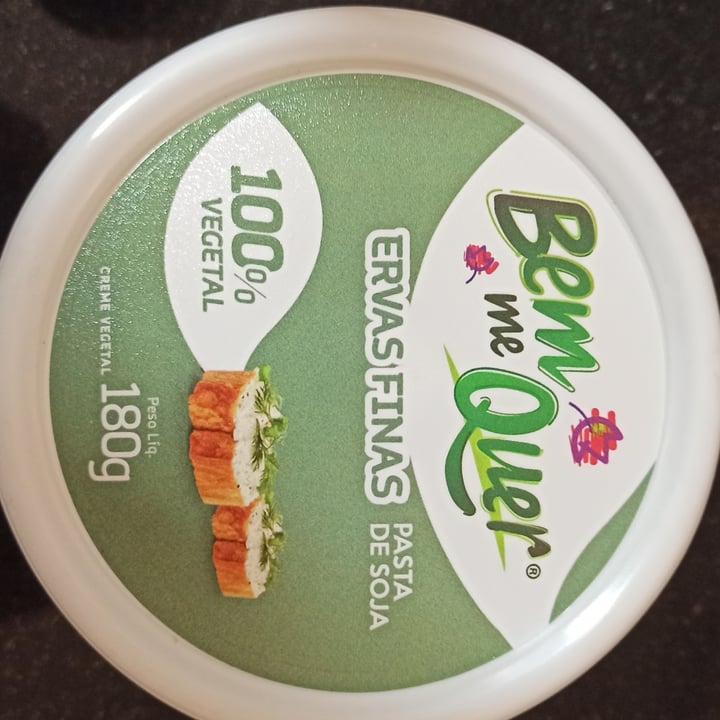 Bem
me
Quer®
ERVAS FINAS
PASTA
DE SOJA
100%
VEGETAL
CREME VEGETAL
Peso Líq.
180g